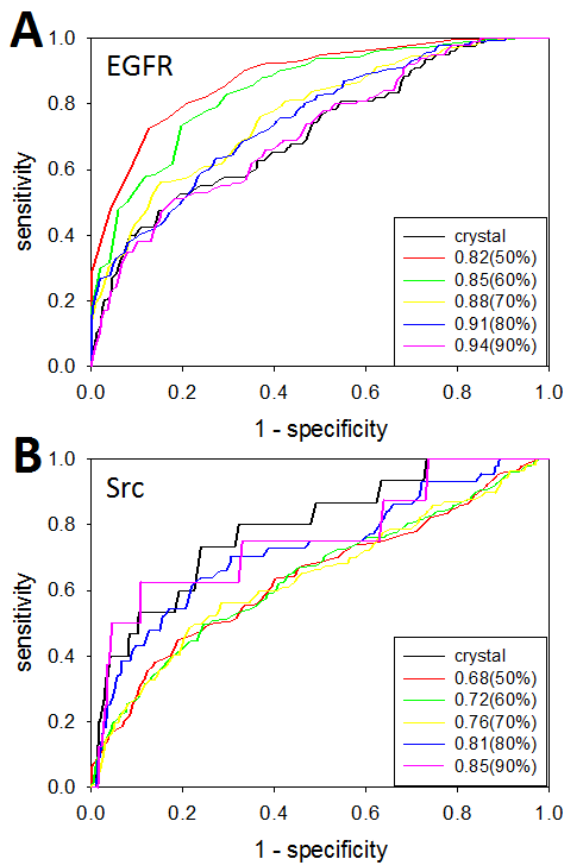 A
EGFR
1.0
0.8
0.6
0.4
0.2
0.0
sensitivity
crystal
0.82(50%)
0.85(60%)
0.88(70%)
0.91(80%)
0.94(90%)
0.0 0.2 0.4 0.6 0.8 1.0
1 - specificity
B
Src
1.0
0.8
0.6
0.4
0.2
0.0
sensitivity
crystal
0.68(50%)
0.72(60%)
0.76(70%)
0.81(80%)
0.85(90%)
0.0 0.2 0.4 0.6 0.8 1.0
1 - specificity